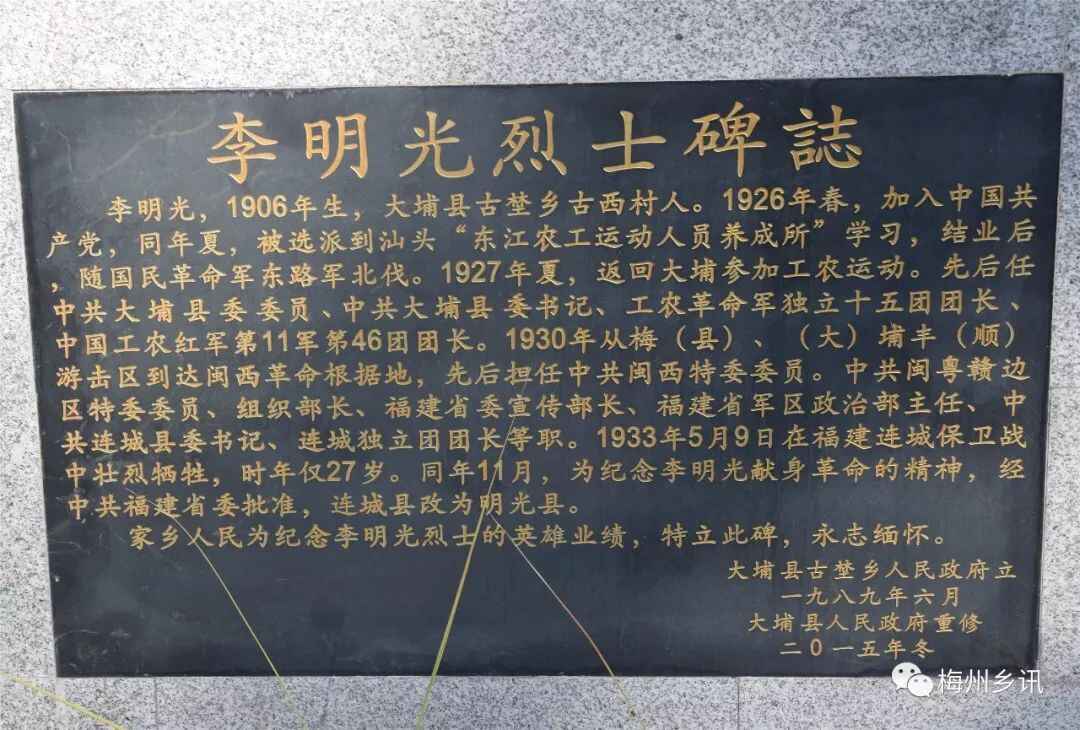 李明光烈士碑誌
李明光，1906年生，大埔县古埜乡古西村人。1926年春，加入中国共
产党，同年夏，被选派到汕头“东江农工运动人员养成所”学习，结业后
，随国民革命军东路军北伐。1927年夏，返回大埔参加工农运动。先后任
中共大埔县委委员、中共大埔县委书记、工农革命军独立十五团团长、
中国工农红军第11军第46团团长。1930年从梅（县）、（大）埔丰（顺）
游击区到达闽西革命根据地，先后担任中共闽西特委委员。中共闽粤赣边
区特委委员、组织部长、福建省委宣传部长、福建省军区政治部主任、中
共连城县委书记、连城独立团团长等职。1933年5月9日在福建连城保卫战
中壮烈牺牲，时年仅27岁。同年11月，为纪念李明光献身革命的精神，经
中共福建省委批准，连城县改为明光县。
家乡人民为纪念李明光烈士的英雄业绩，特立此碑，永志缅怀。
大埔县古埜乡人民政府立
一九八九年六月
大埔县人民政府重修
二0一五年冬
梅州乡讯